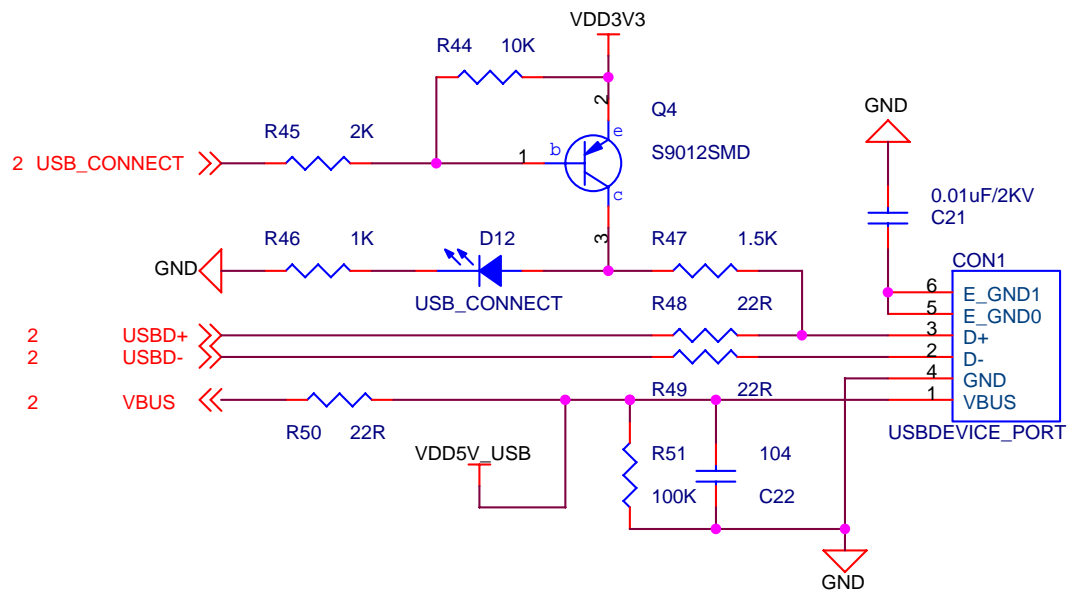 VDD3V3
R44 10K
2
Q4
e
GND
R45 2K
2 USB_CONNECT
1
b
S9012SMD
c
0.01uF/2KV
C21
3
R46 1K
D12
R47 1.5K
CON1
GND
USB_CONNECT
R48 22R
6 E_GND1
5 E_GND0
2 USBD+
3 D+
2 USBD-
2 D-
4 GND
2 VBUS
R49 22R
1 VBUS
R50 22R
USBDEVICE_PORT
VDD5V_USB
R51
104
100K
C22
GND